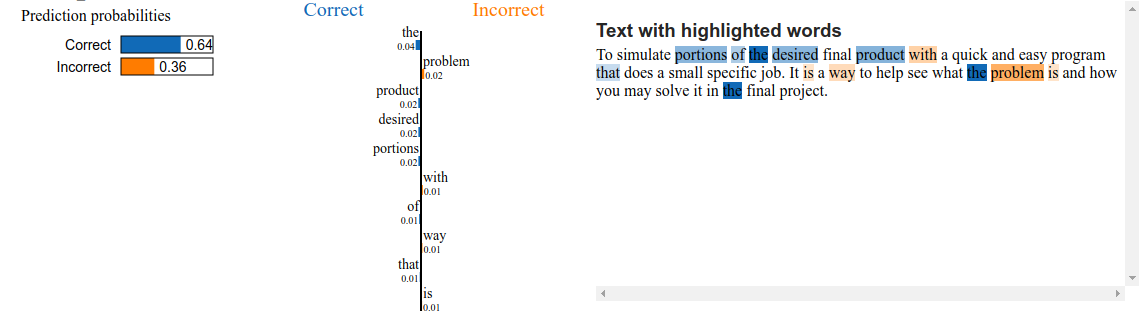 Prediction probabilities
Correct 0.64
Incorrect 0.36
Correct Incorrect
the
0.04
problem
0.02
product
0.02
desired
0.02
portions
0.02
with
0.01
of
0.01
way
0.01
that
0.01
is
0.01
Text with highlighted words
To simulate portions of the desired final product with a quick and easy program
that does a small specific job. It is a way to help see what the problem is and how
you may solve it in the final project.